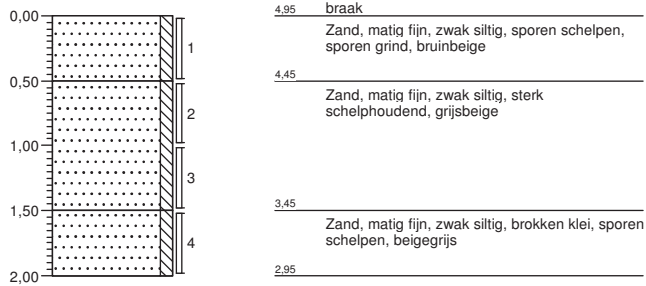 0,00
0,50
1,00
1,50
2,00
1
2
3
4
4,95 braak
Zand, matig fijn, zwak siltig, sporen schelpen,
sporen grind, bruinbeige
4,45
Zand, matig fijn, zwak siltig, sterk
schelphoudend, grijsbeige
3,45
Zand, matig fijn, zwak siltig, brokken klei, sporen
schelpen, beigegrijs
2,95